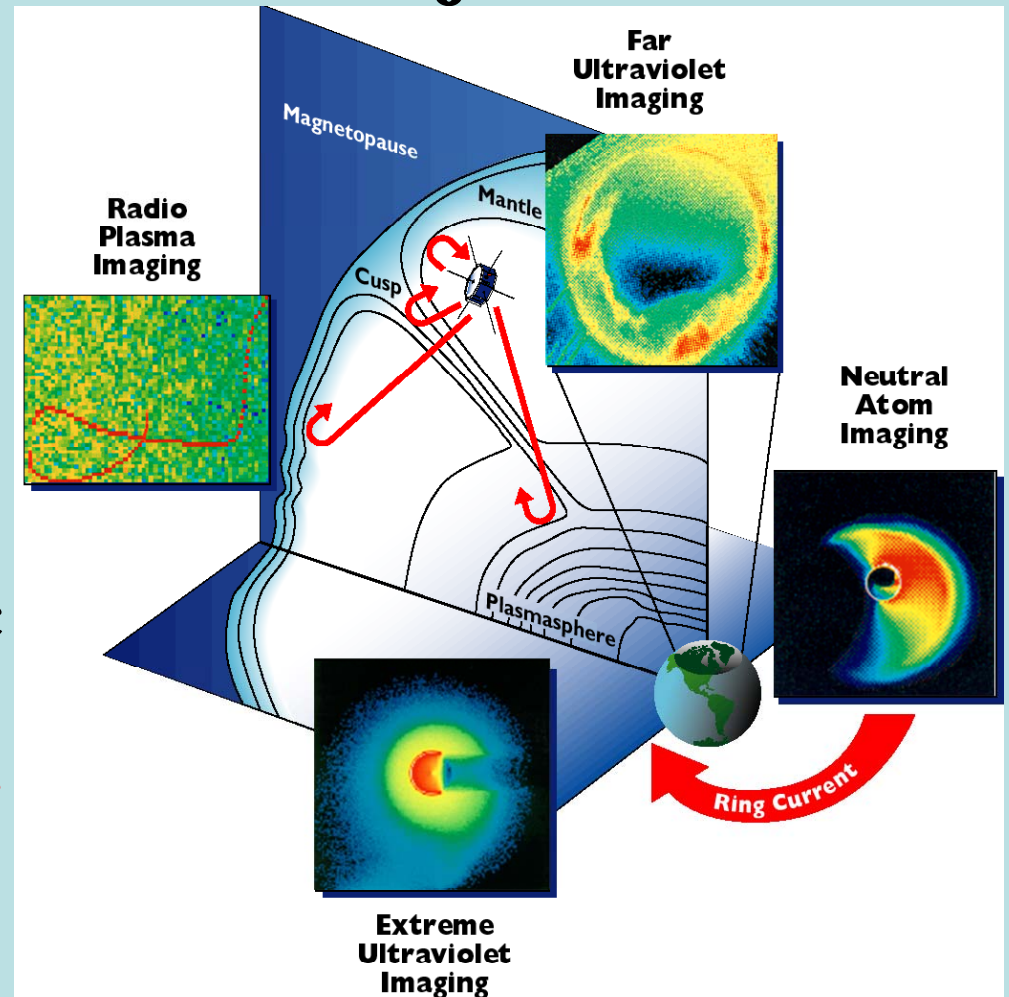 Far
Ultraviolet
Imaging
Magnetopause
Mantle
Radio
Plasma
Imaging
Cusp
Neutral
Atom
Imaging
Plasmasphere
Ring Current
Extreme
Ultraviolet
Imaging